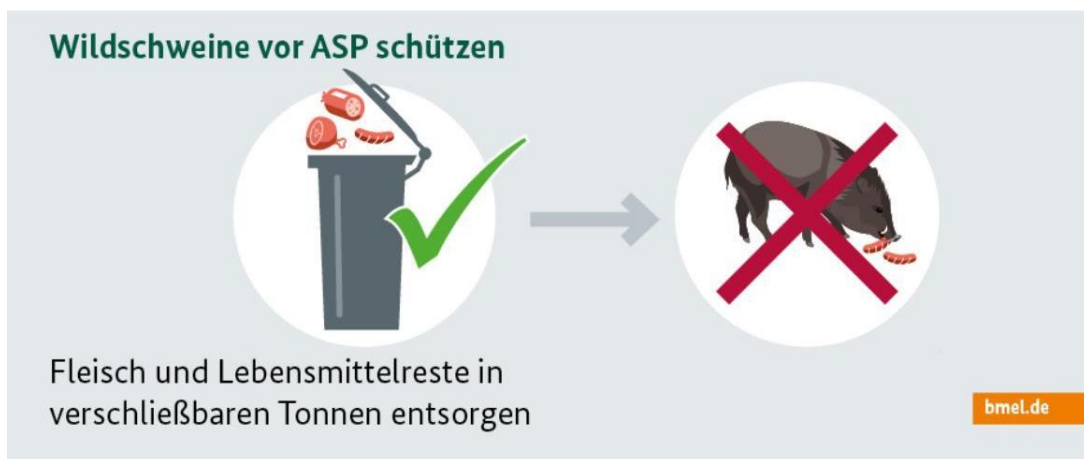 Wildschweine vor ASP schützen
Fleisch und Lebensmittelreste in
verschließbaren Tonnen entsorgen
bmel.de